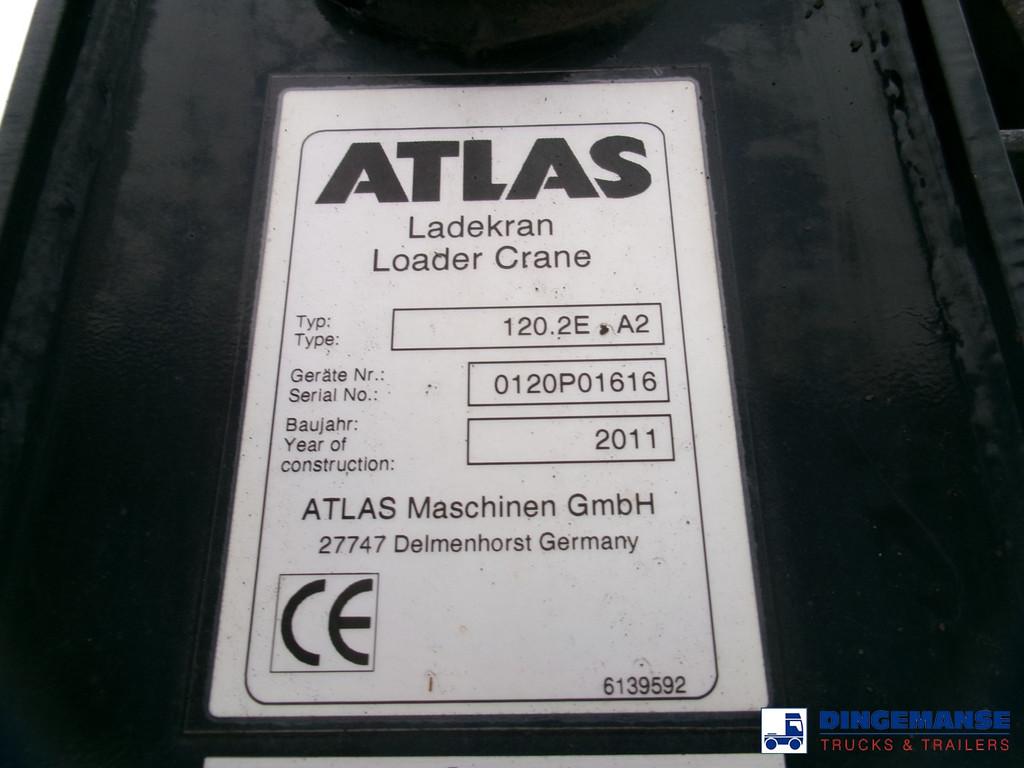 ATLAS
Ladekran
Loader Crane
Typ:
Type:
120.2E A2
Geräte Nr.:
Serial No.:
0120P01616
Baujahr:
Year of
construction:
2011
ATLAS Maschinen GmbH
27747 Delmenhorst Germany
CE
6139592
DINGEMANSE
TRUCKS & TRAILERS